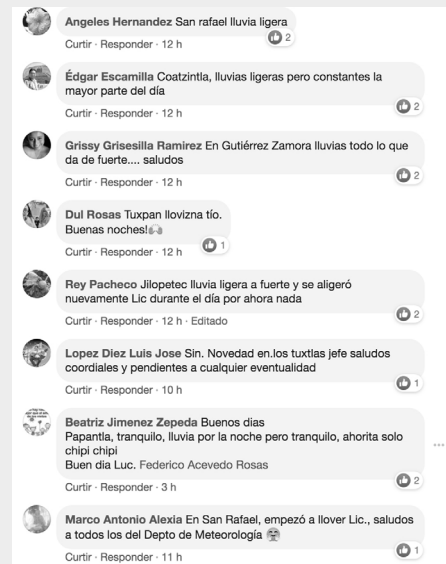 Angeles Hernandez San rafael lluvia ligera
2
Curtir · Responder · 12 h
Édgar Escamilla Coatzintla, lluvias ligeras pero constantes la
mayor parte del día
2
Curtir · Responder · 12 h
Grissy Grisesilla Ramirez En Gutiérrez Zamora lluvias todo lo que
da de fuerte.... saludos
2
Curtir · Responder · 12 h
Dul Rosas Tuxpan llovizna tío.
Buenas noches!🙌
1
Curtir · Responder · 12 h
Rey Pacheco Jilopetec lluvia ligera a fuerte y se aligeró
nuevamente Lic durante el día por ahora nada
2
Curtir · Responder · 12 h · Editado
Lopez Diez Luis Jose Sin. Novedad en.los tuxtlas jefe saludos
coordiales y pendientes a cualquier eventualidad
1
Curtir · Responder · 10 h
Beatriz Jimenez Zepeda Buenos dias
Papantla, tranquilo, lluvia por la noche pero tranquilo, ahorita solo
chipi chipi
Buen dia Luc. Federico Acevedo Rosas
2
Curtir · Responder · 3 h
Marco Antonio Alexia En San Rafael, empezó a llover Lic., saludos
a todos los del Depto de Meteorología
1
Curtir · Responder · 11 h